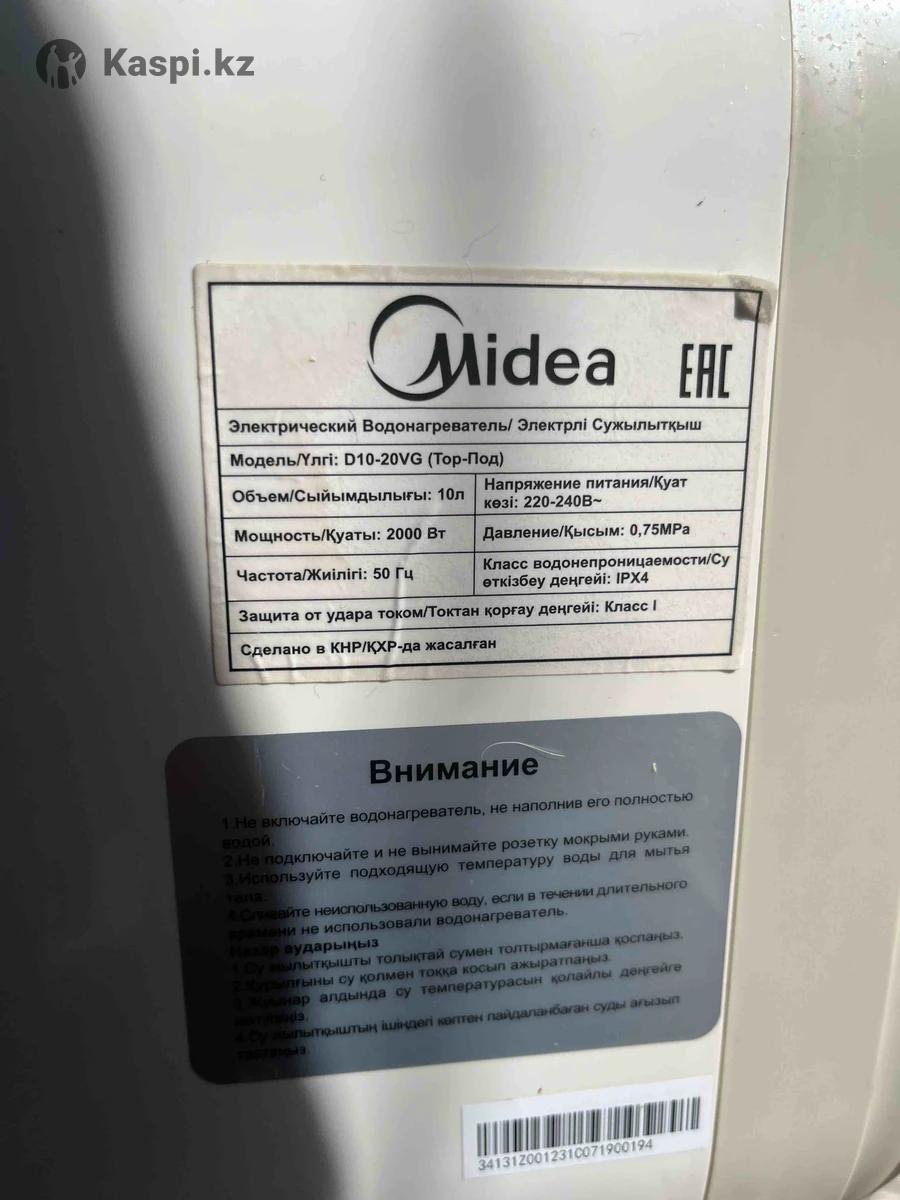 Kaspi.kz
Midea
EAC
Электрический Водонагреватель/ Электрлі Сужылытқыш
Модель/Үлгі: D10-20VG (Top-Под)
Объем/Сыйымдылығы: 10л
Напряжение питания/Қуат
көзі: 220-240В~
Мощность/Қуаты: 2000 Вт
Давление/Қысым: 0,75MPa
Частота/Жиілігі: 50 Гц
Класс водонепроницаемости/Су
өткізбеу деңгейі: IPX4
Защита от удара током/Тоқтан қорғау деңгейі: Класс I
Сделано в КНР/ҚХР-да жасалған
Внимание
1.Не включайте водонагреватель, не наполнив его полностью
водой.
2.Не подключайте и не вынимайте розетку мокрыми руками.
3.Используйте подходящую температуру воды для мытья
тела.
4.Сливайте неиспользованную воду, если в течении длительного
времени не использовали водонагреватель.
Назар аударыңыз
1.Су жылытқышты толықтай сумен толтырмағанша қоспаңыз.
2.Құрылғыны су қолмен тоққа косып ажыратпаңыз.
3.Жуынар алдында су температурасын қолайлы деңгейге
келтіріңіз.
4.Су жылытқыштың ішіндегі көптен пайдаланбаған суды ағызып
тастаңыз.
34131Z001231C071900194